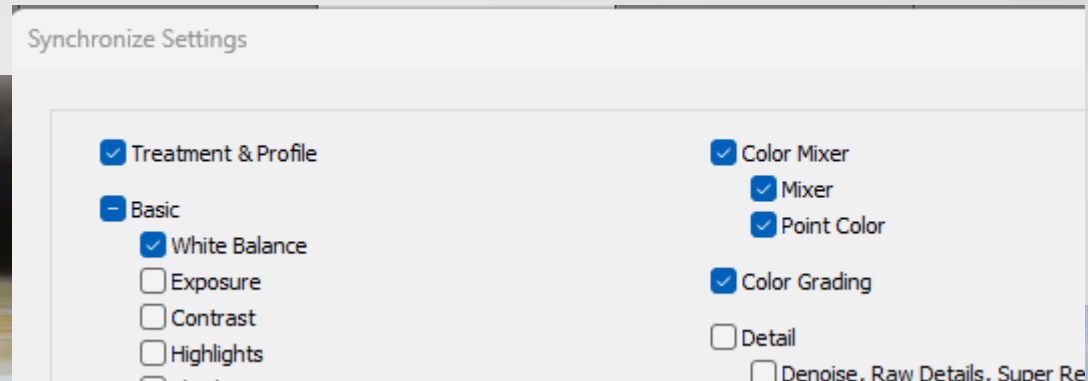 Synchronize Settings
Treatment & Profile
Basic
White Balance
Exposure
Contrast
Highlights
Color Mixer
Mixer
Point Color
Color Grading
Detail
Denoise, Raw Details, Super